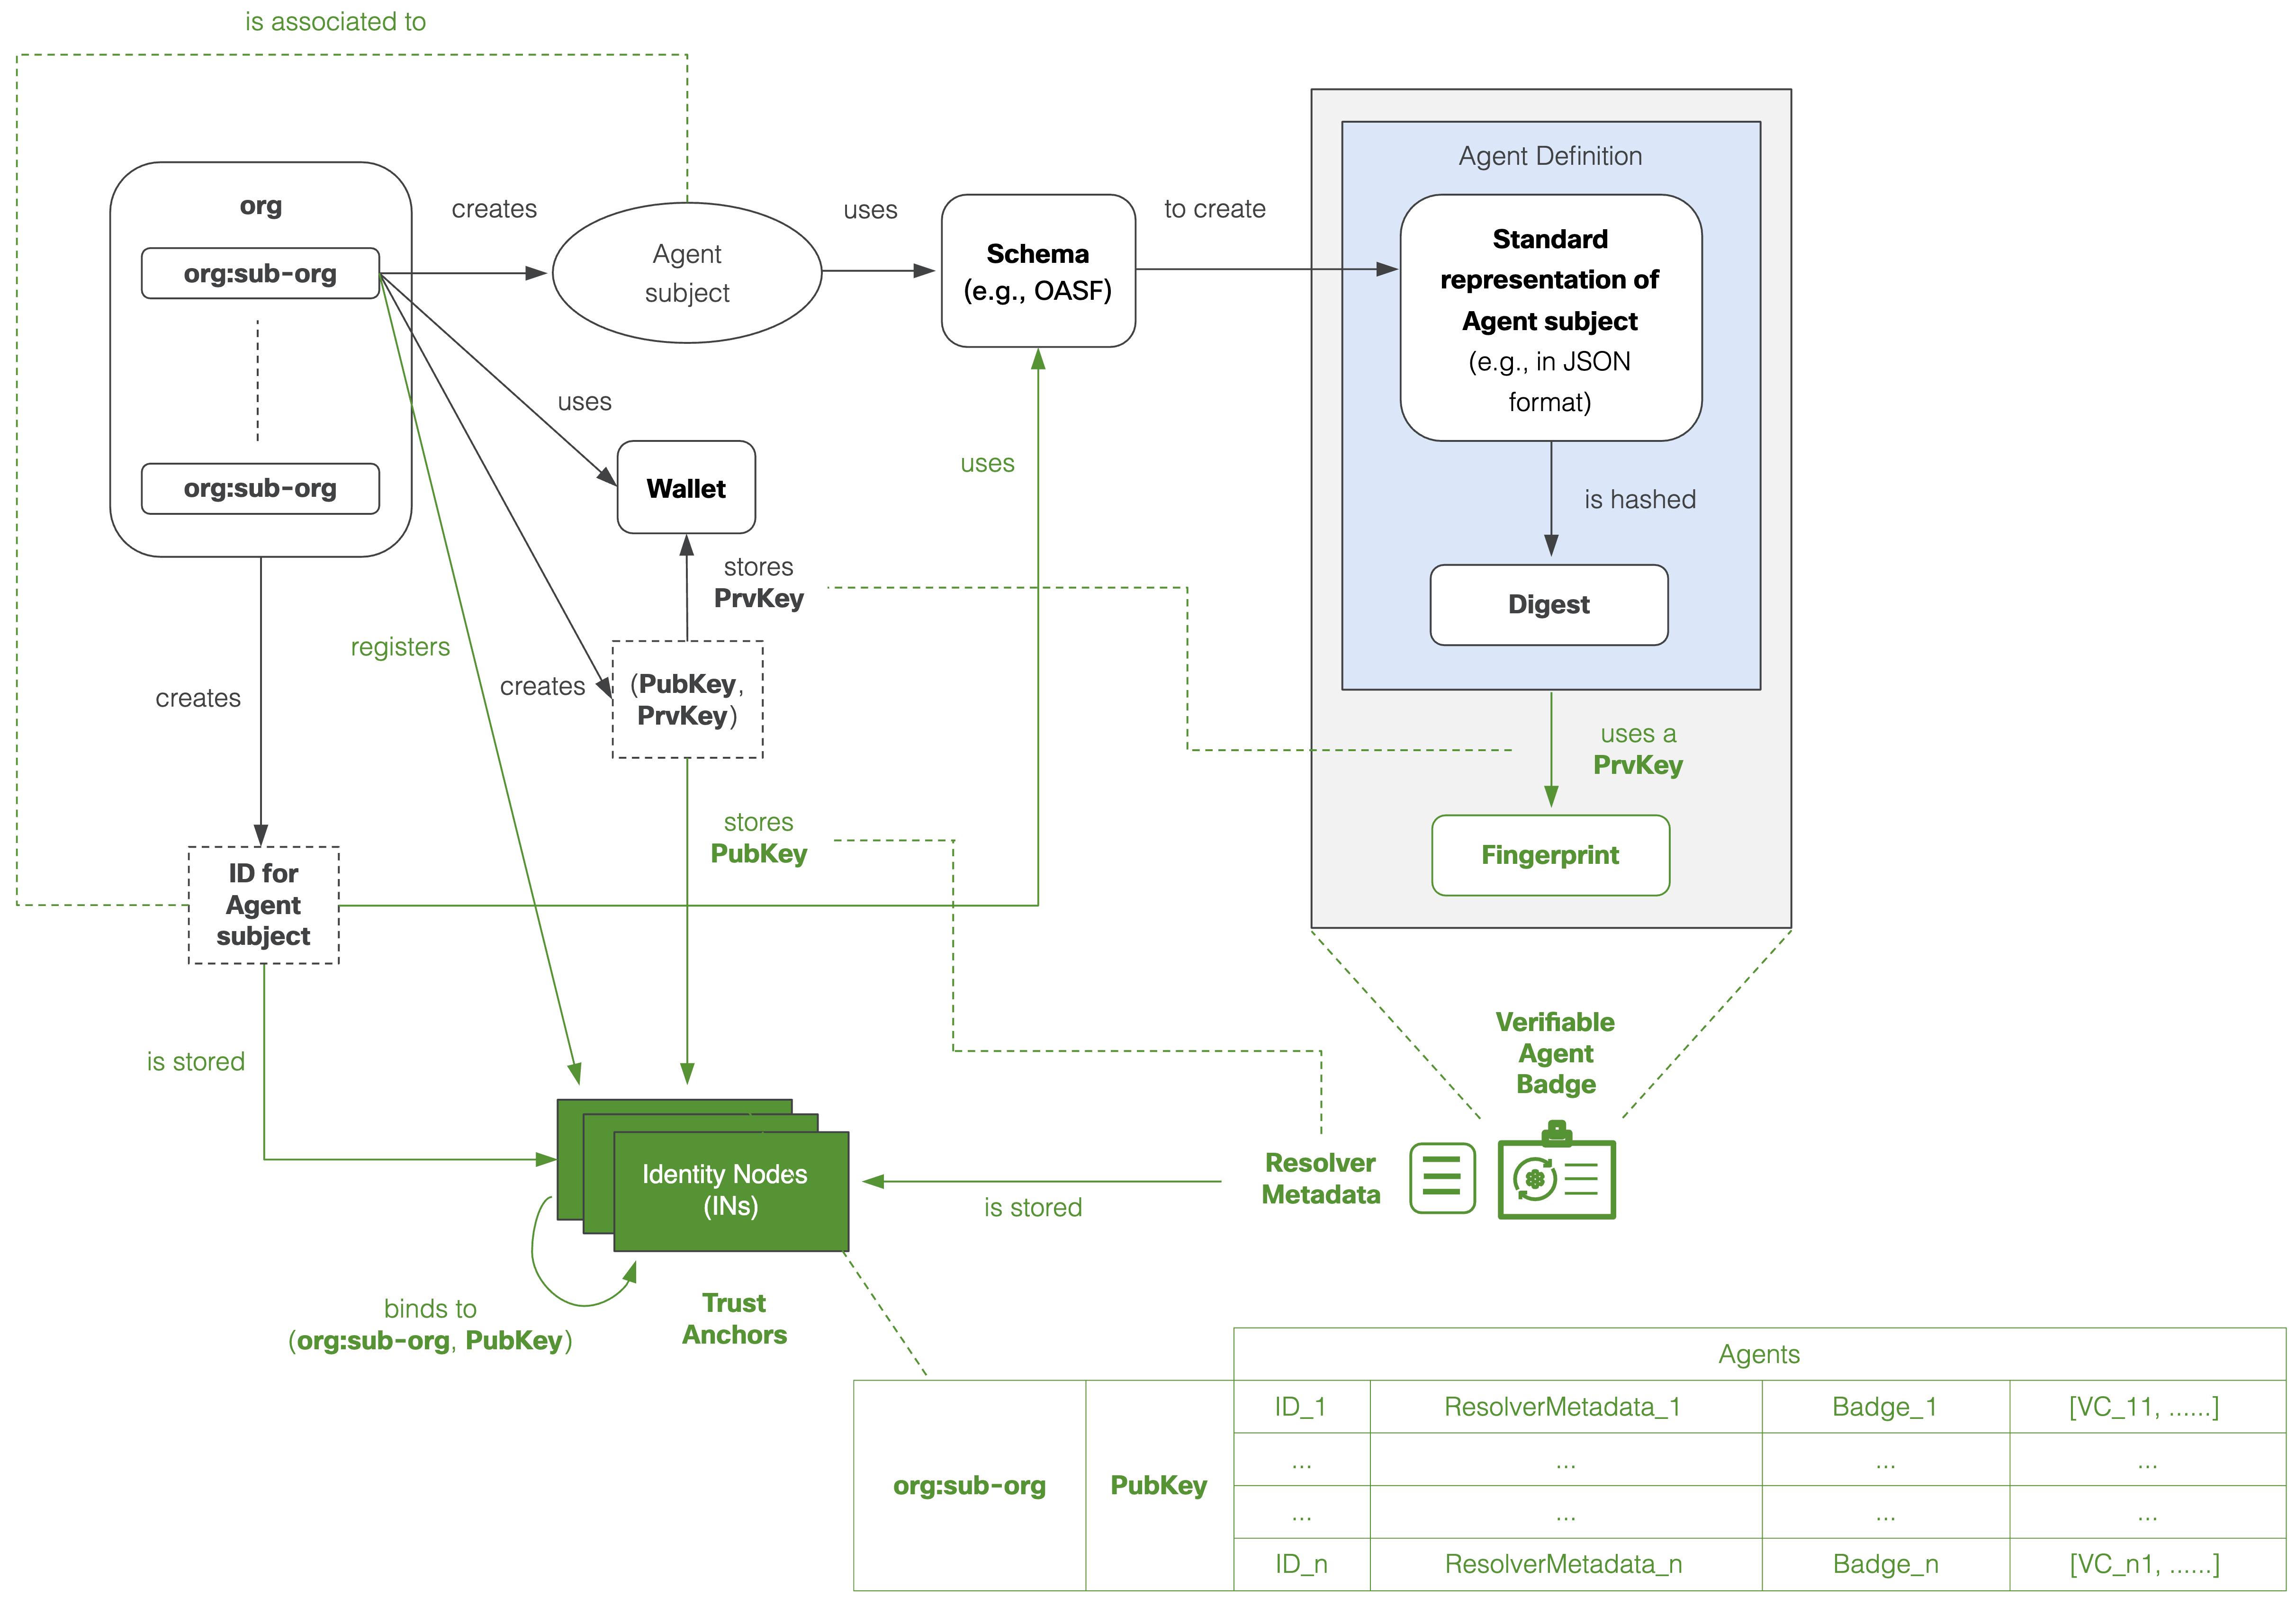 is associated to
org
org:sub-org
org:sub-org
creates
Agent
subject
uses
Schema
(e.g., OASF)
to create
Agent Definition
Standard
representation of
Agent subject
(e.g., in JSON
format)
is hashed
Digest
uses a
PrvKey
Fingerprint
uses
Wallet
stores
PrvKey
uses
registers
creates
(PubKey,
PrvKey)
creates
stores
PubKey
ID for
Agent
subject
is stored
Verifiable
Agent
Badge
Identity Nodes
(INs)
is stored
Resolver
Metadata
binds to
(org:sub-org, PubKey)
Trust
Anchors
Agents
org:sub-org
PubKey
ID_1 ResolverMetadata_1 Badge_1 [VC_11, ......]
... ... ... ...
... ... ... ...
ID_n ResolverMetadata_n Badge_n [VC_n1, ......]